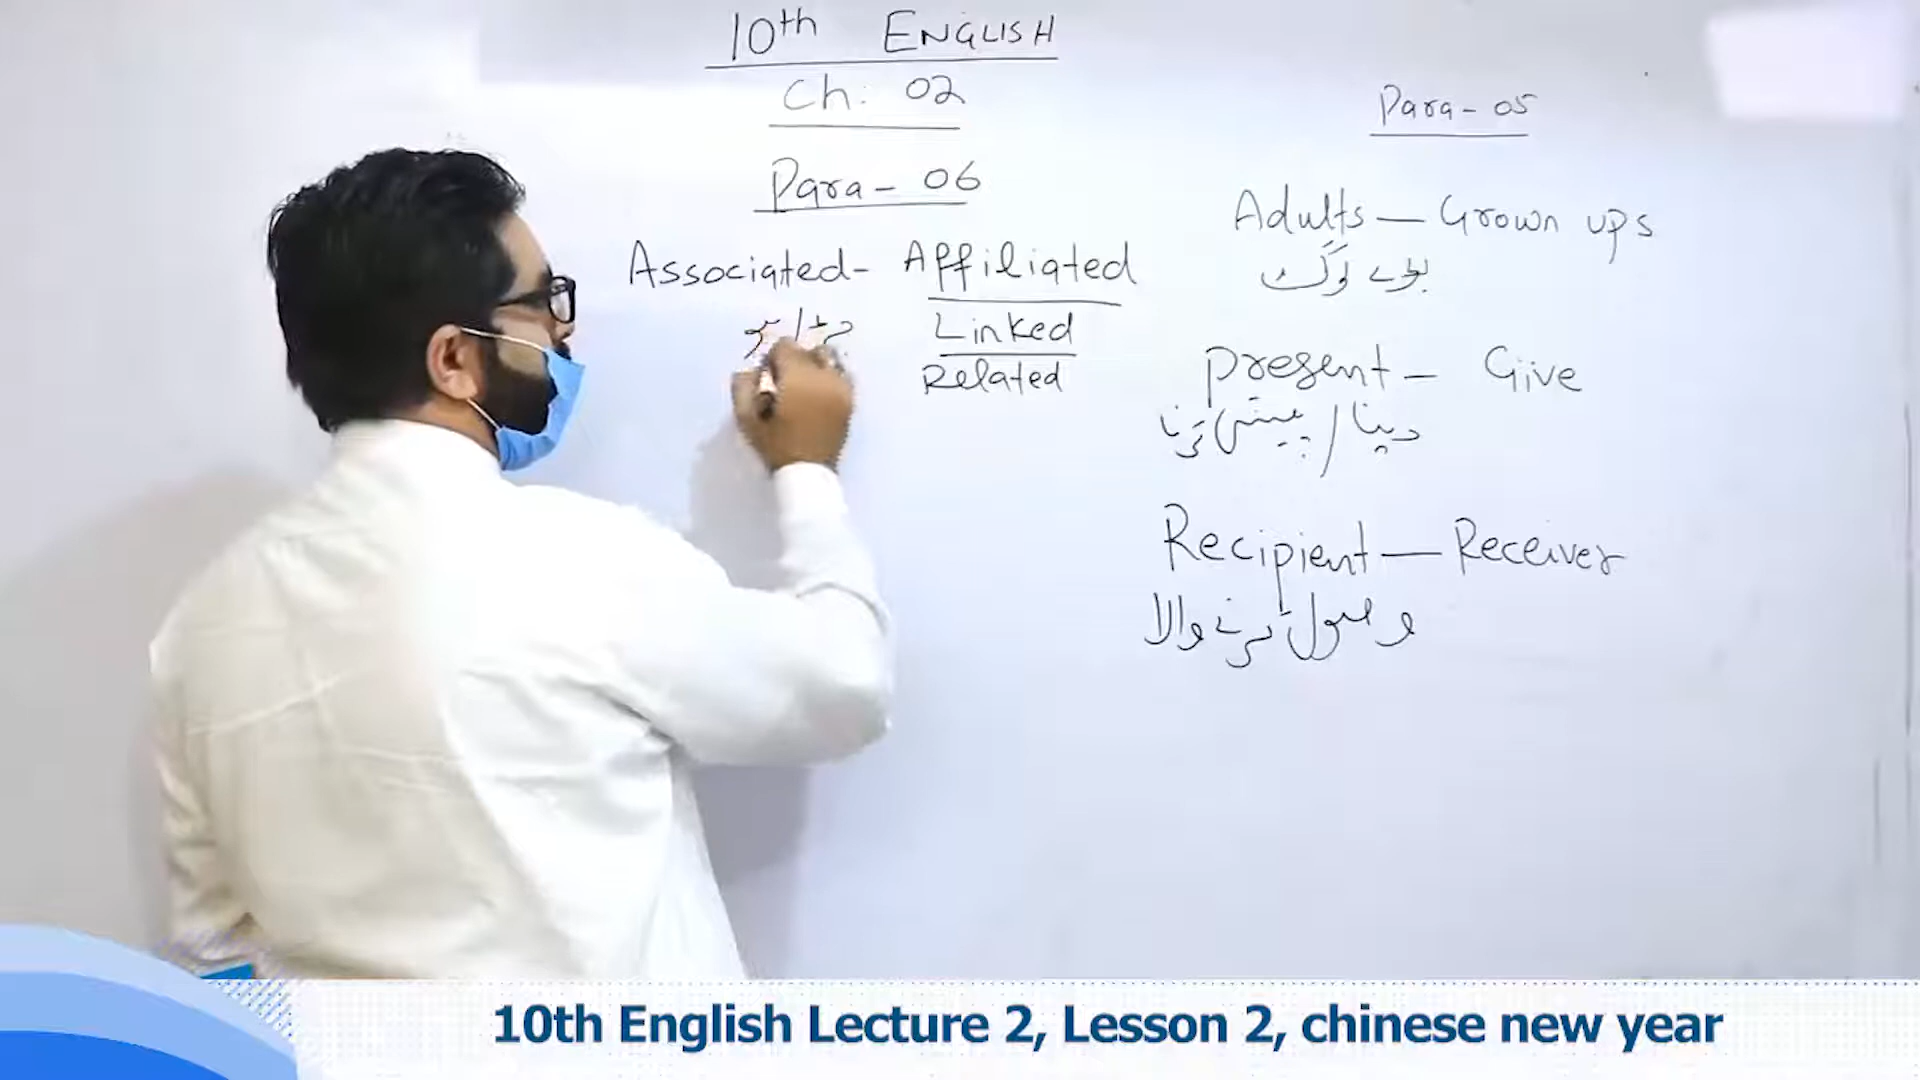 10th ENGLISH
Ch: 02
Para - 06
Associated - Affiliated
Linked
Related
Para - 05
Adults — Grown ups
بڑے لوگ
present — Give
دینا / پیش کرنا
Recipient — Receiver
وصول کرنے والا
10th English Lecture 2, Lesson 2, chinese new year